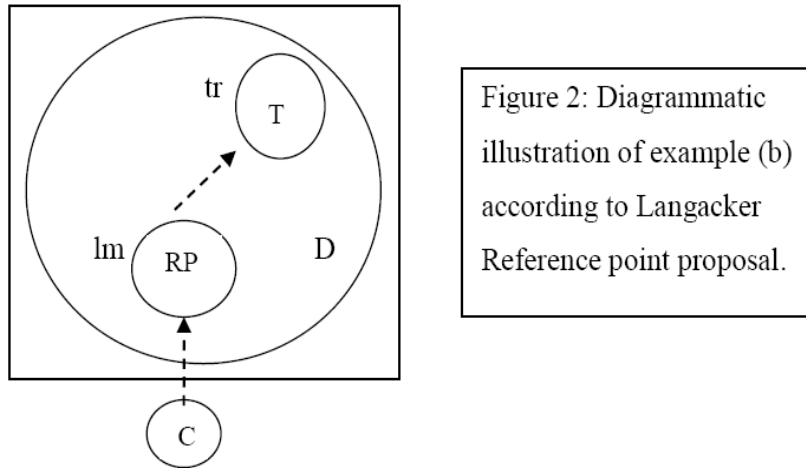 tr
T
lm
RP
D
C
Figure 2: Diagrammatic
illustration of example (b)
according to Langacker
Reference point proposal.